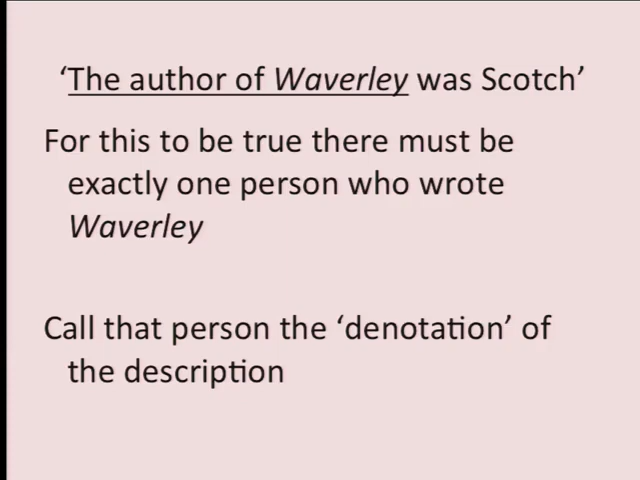 ‘The author of Waverley was Scotch’
For this to be true there must be
exactly one person who wrote
Waverley
Call that person the ‘denotation’ of
the description